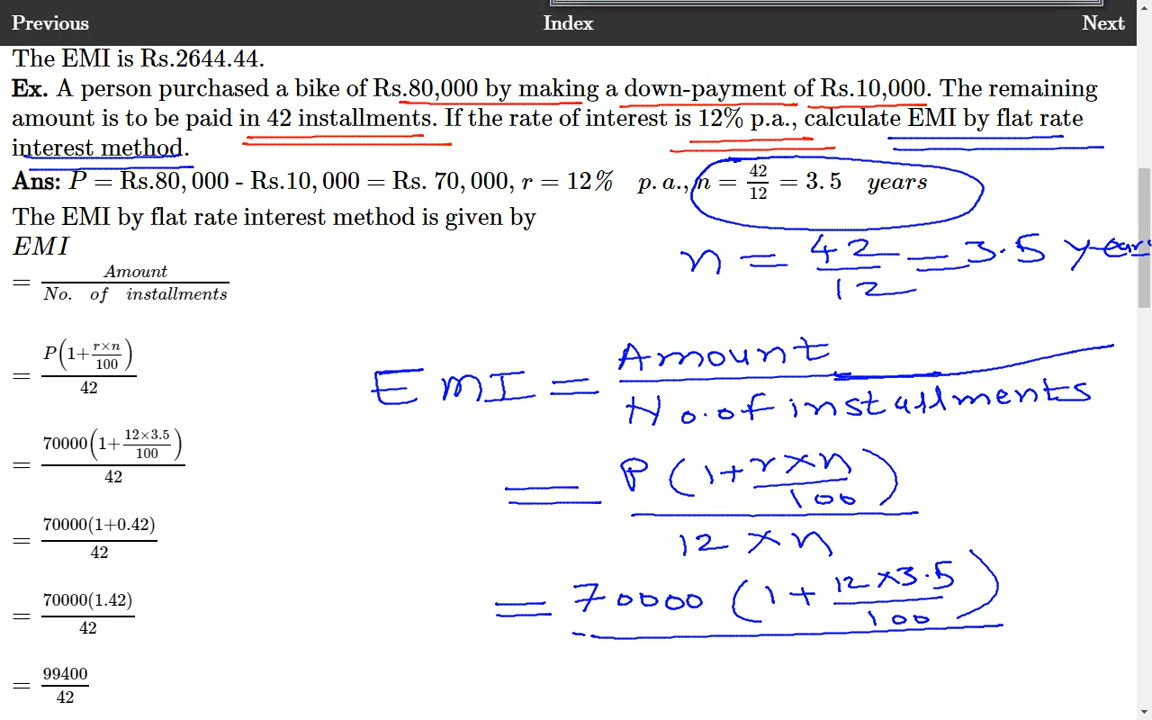 Previous Index Next
The EMI is Rs.2644.44.
Ex. A person purchased a bike of Rs.80,000 by making a down-payment of Rs.10,000. The remaining
amount is to be paid in 42 installments. If the rate of interest is 12% p.a., calculate EMI by flat rate
interest method.
Ans: P = Rs.80,000 - Rs.10,000 = Rs. 70,000, r = 12% p.a., n = 42/12 = 3.5 years
The EMI by flat rate interest method is given by
EMI
= Amount / No. of installments
= P(1+ r×n/100) / 42
= 70000(1+ 12×3.5/100) / 42
= 70000(1+0.42) / 42
= 70000(1.42) / 42
= 99400 / 42
n = 42/12 = 3.5 years
EMI = Amount / No. of installments
= P(1+ r×n/100) / 12×n
= 70000(1+ 12×3.5/100)